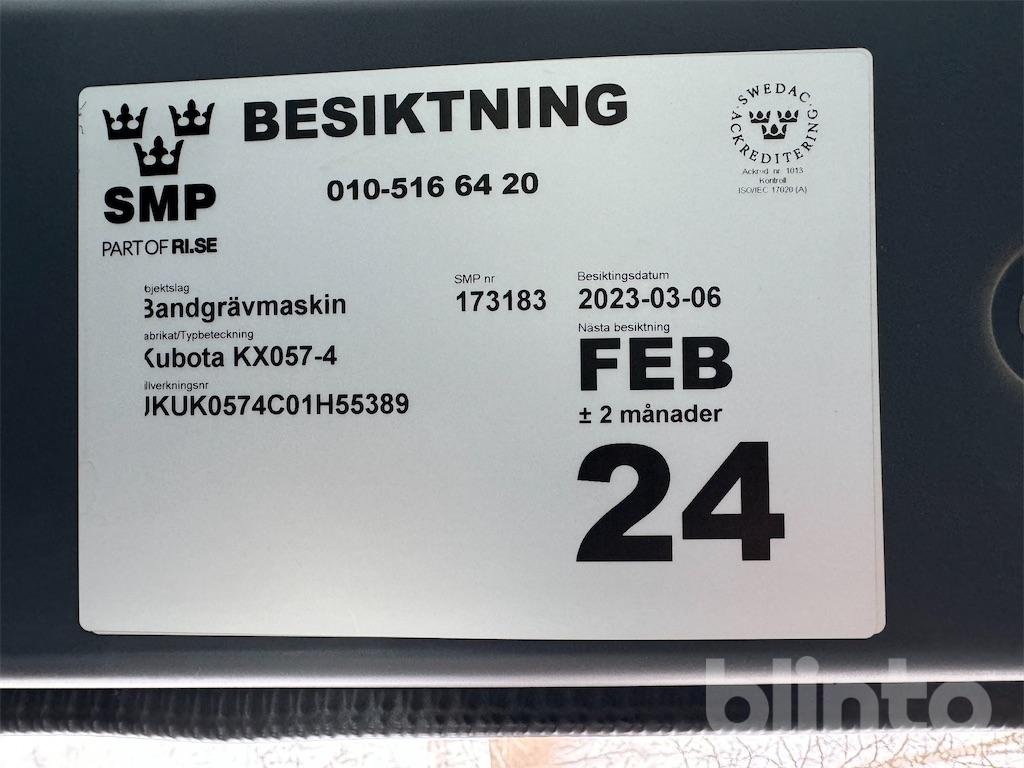 BESIKTNING
010-516 64 20
SMP
PART OF RI.SE
SWEDAC
ACKREDITERING
Ackred nr 1013
Kontroll
ISO/IEC 17020 (A)
bjektslag
Bandgrävmaskin
SMP nr
173183
Besiktingsdatum
2023-03-06
abrikat/Typbeteckning
Kubota KX057-4
illverkningsnr
JKUK0574C01H55389
Nästa besiktning
FEB
± 2 månader
24
blinto